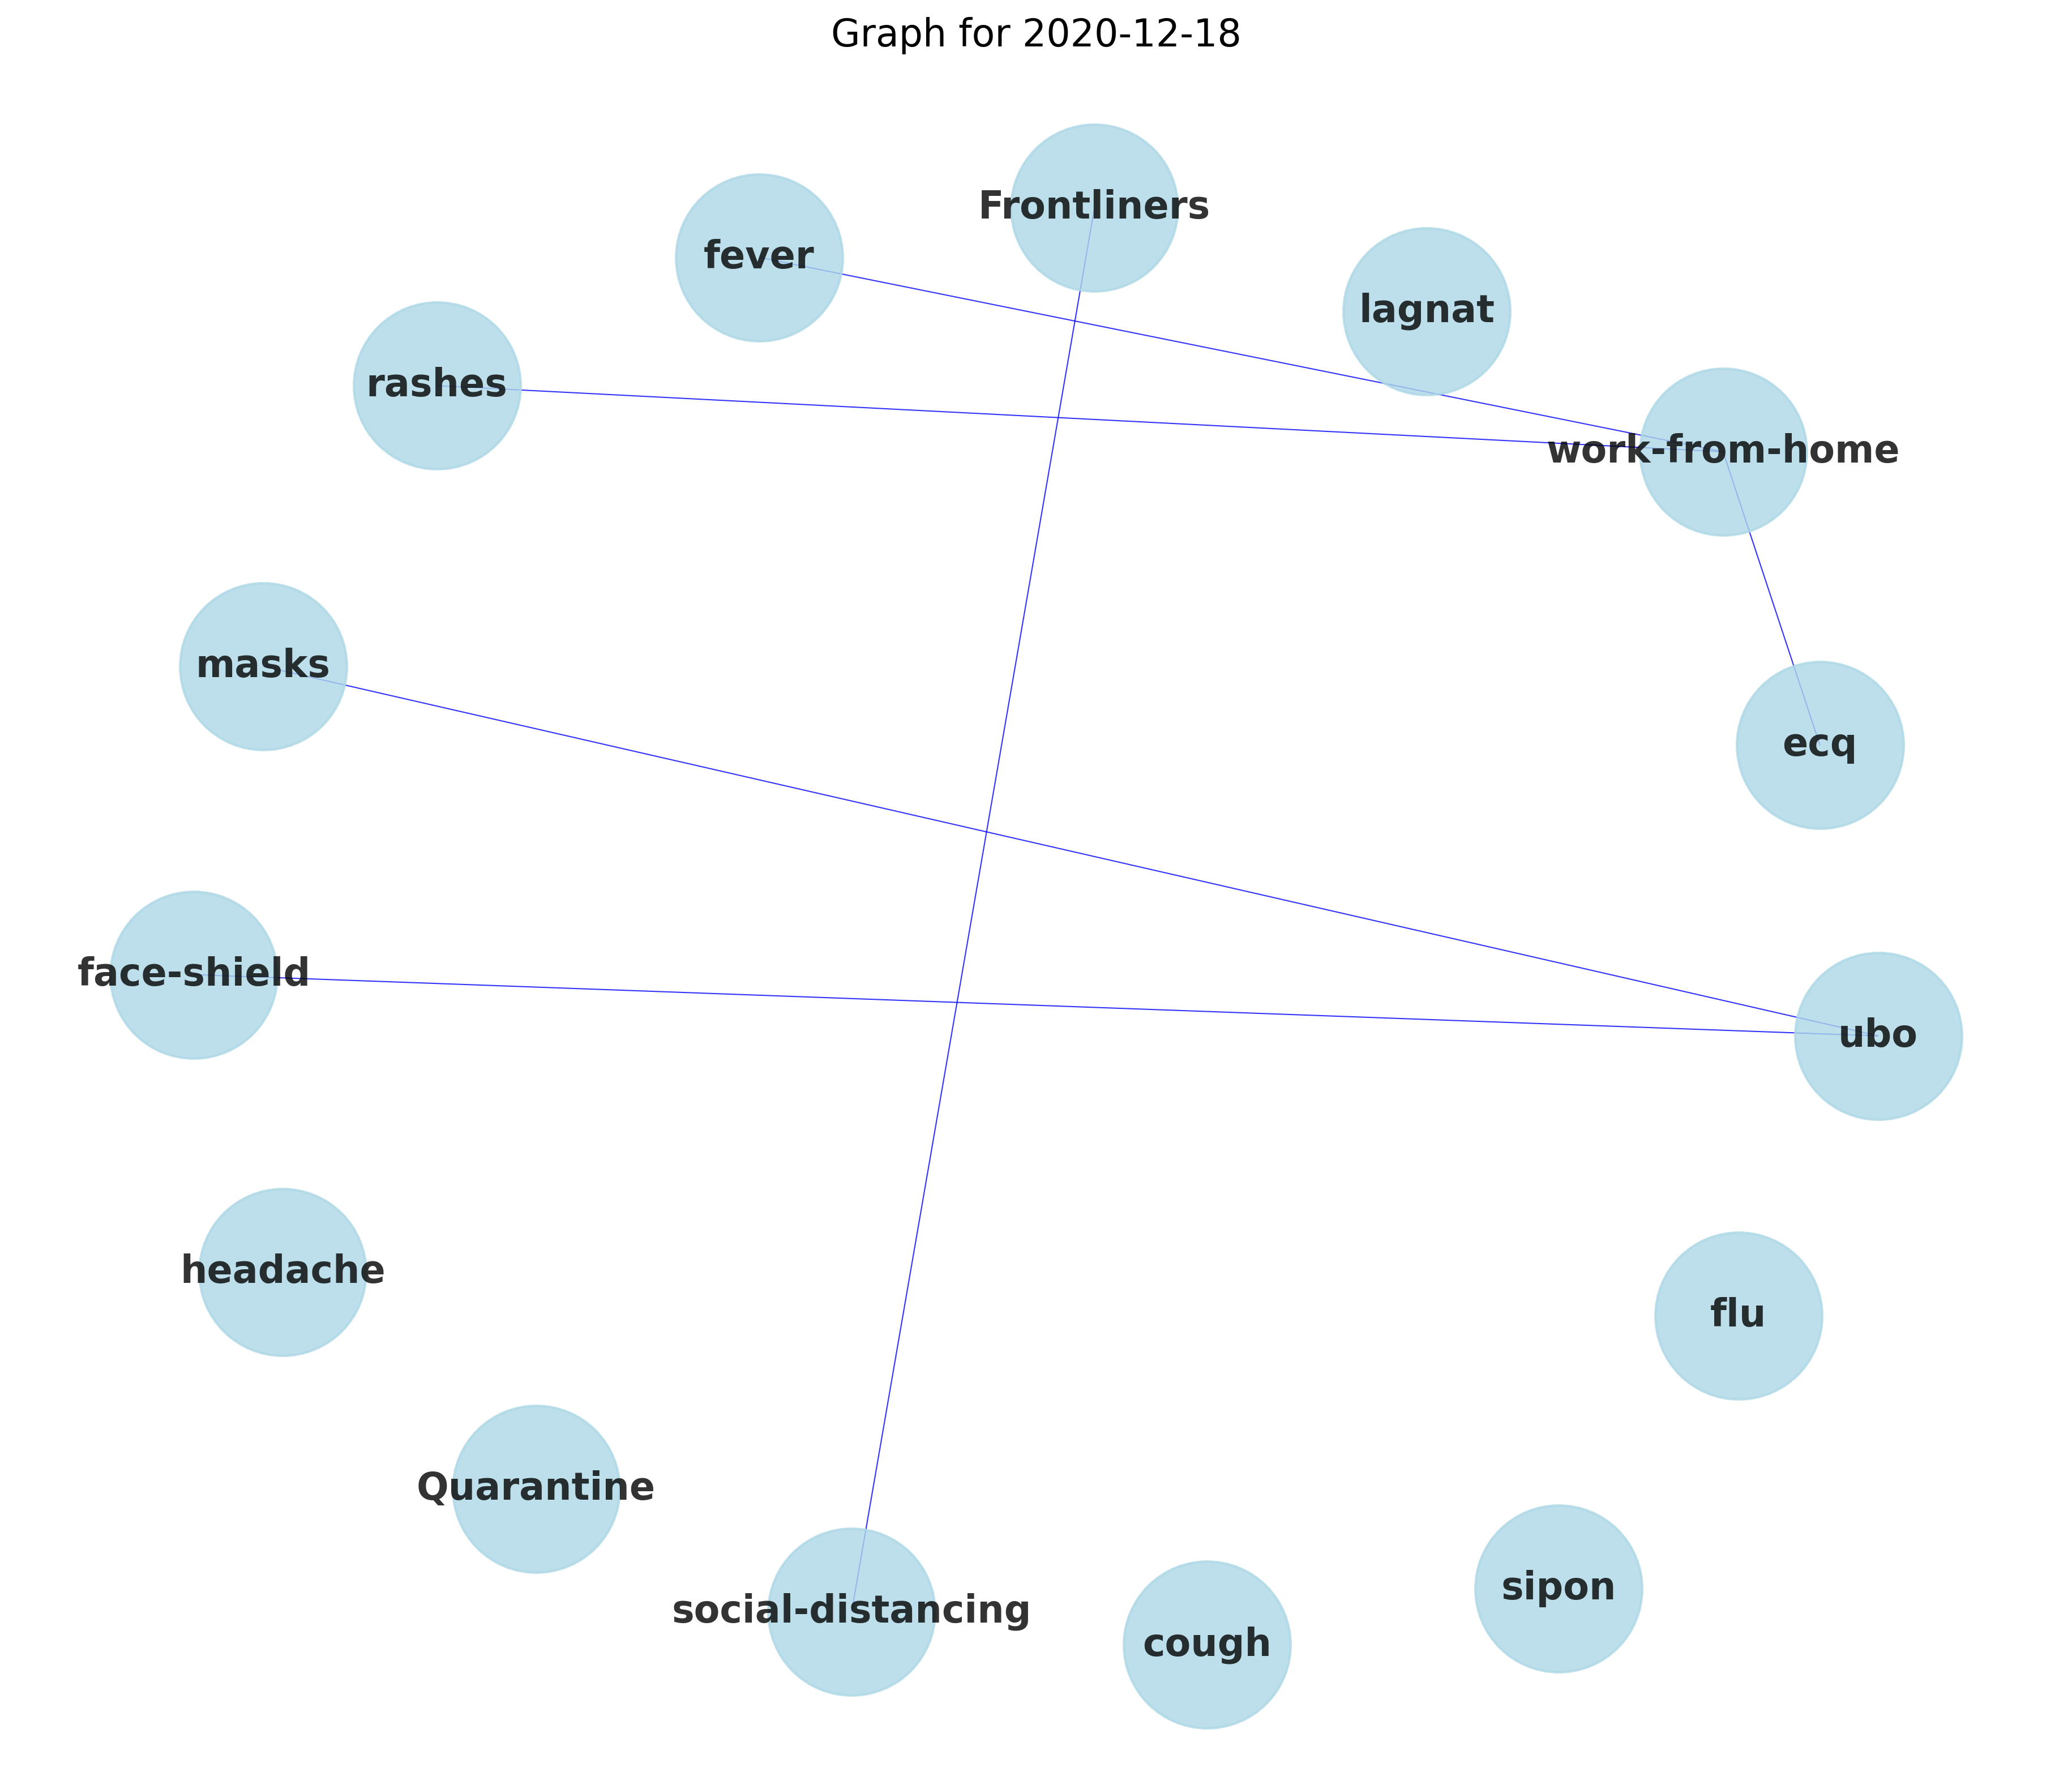 Graph for 2020-12-18
Frontliners
fever
lagnat
rashes
work-from-home
masks
ecq
face-shield
ubo
headache
flu
Quarantine
sipon
social-distancing
cough